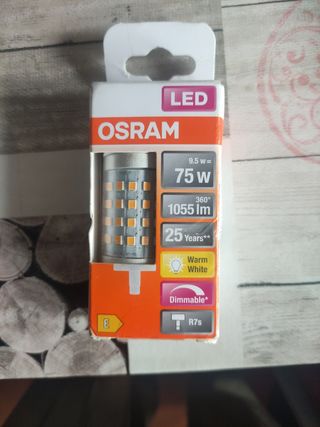 LED
OSRAM
9.5 w =
75 w
360°
1055 lm
25 Years**
Warm
White
Dimmable*
E
R7s